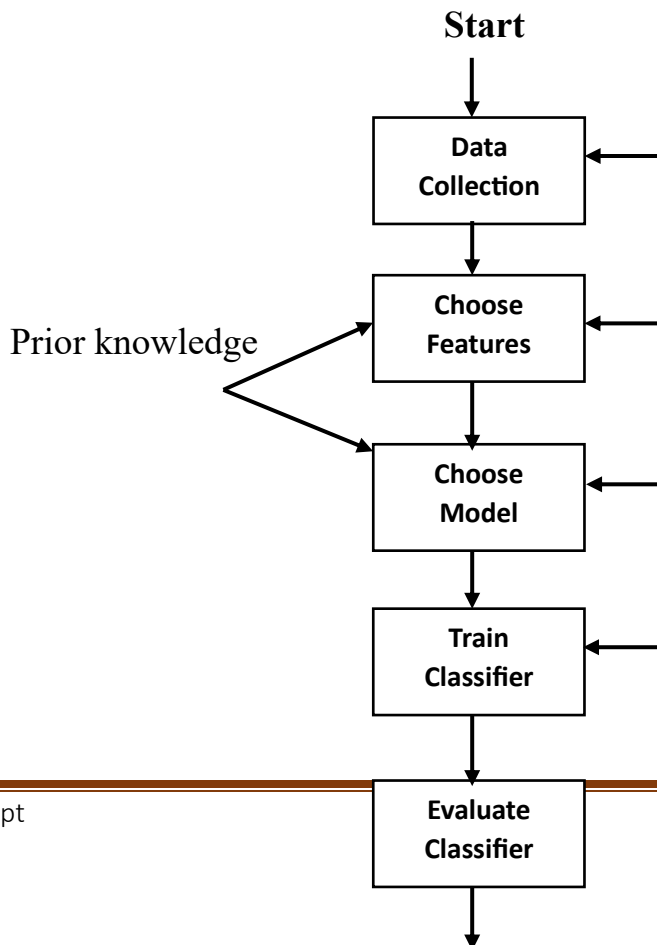 Start
Data
Collection
Choose
Features
Prior knowledge
Choose
Model
Train
Classifier
Evaluate
Classifier
pt